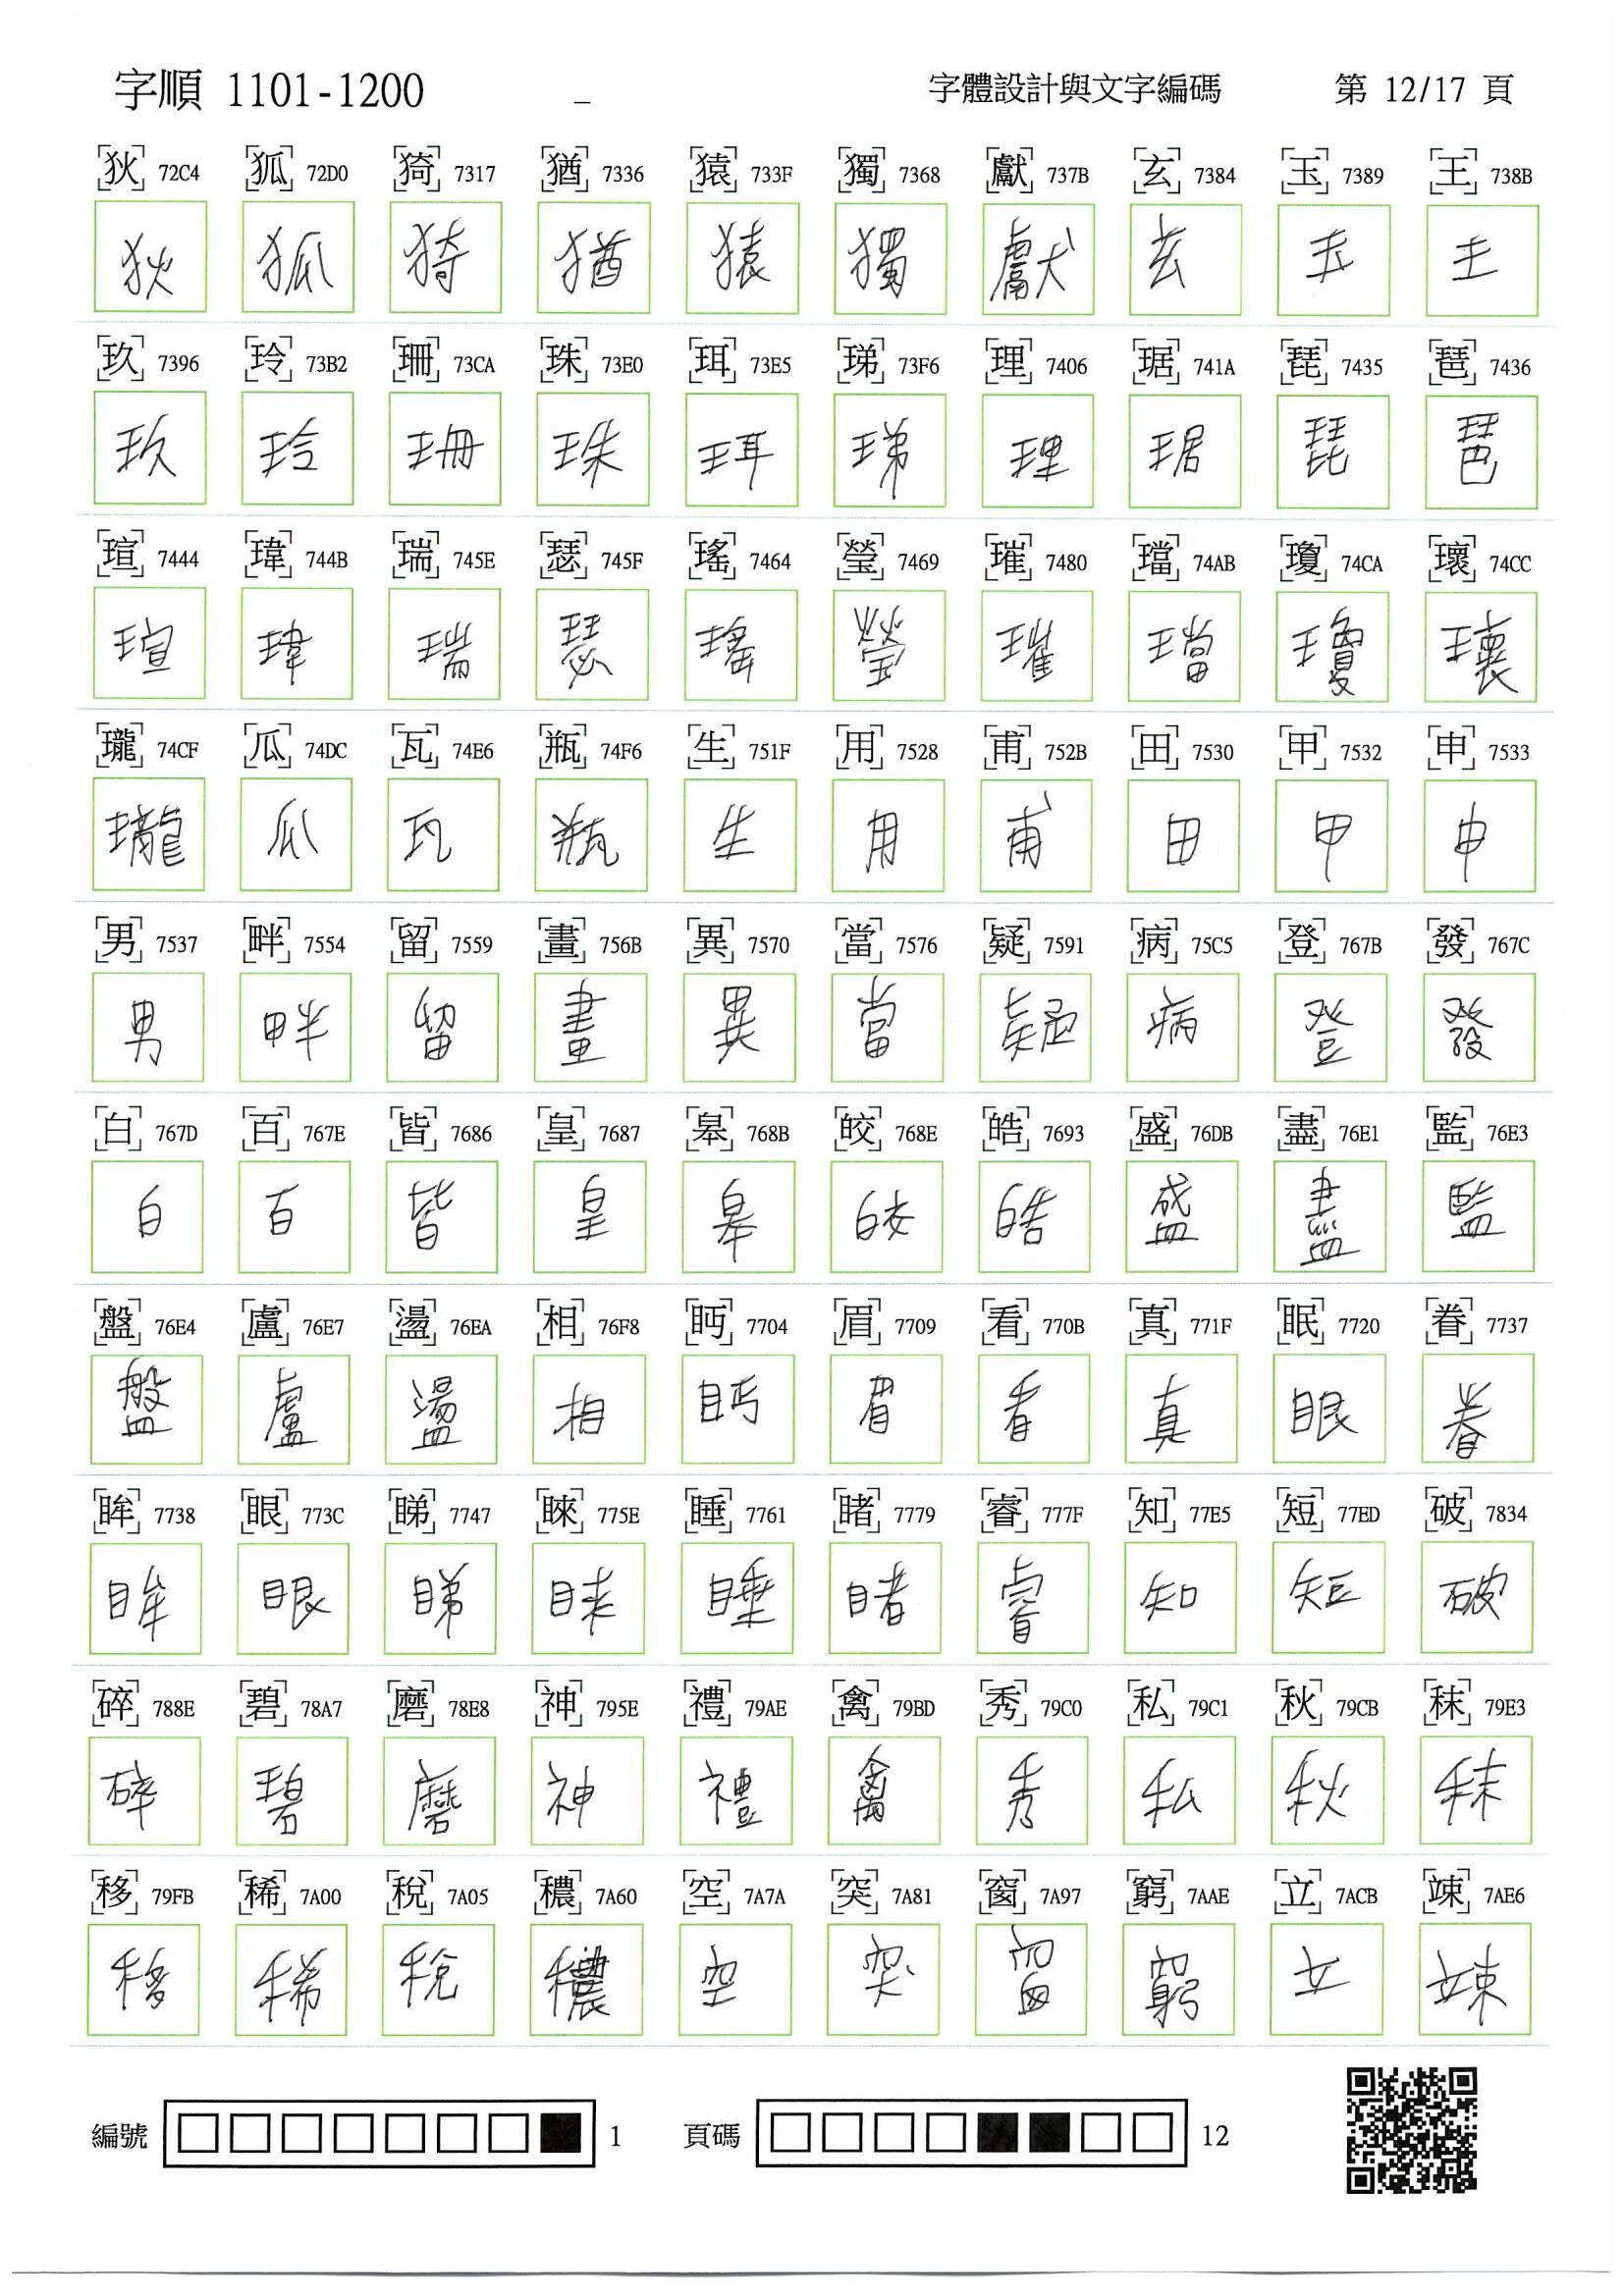 字順 1101-1200 _ 字體設計與文字編碼 第 12/17 頁
狄 72C4 狐 72D0 猗 7317 猶 7336 猿 733F 獨 7368 獻 737B 玄 7384 玉 7389 王 738B
狄 狐 猗 猶 猿 獨 獻 玄 玉 王
玖 7396 玲 73B2 珊 73CA 珠 73E0 珥 73E5 珶 73F6 理 7406 琚 741A 琵 7435 琶 7436
玖 玲 珊 珠 珥 珶 理 琚 琵 琶
瑄 7444 瑋 744B 瑞 745E 瑟 745F 瑤 7464 瑩 7469 璀 7480 璫 74AB 瓊 74CA 瓌 74CC
瑄 瑋 瑞 瑟 瑤 瑩 璀 璫 瓊 瓌
瓏 74CF 瓜 74DC 瓦 74E6 瓶 74F6 生 751F 用 7528 甫 752B 田 7530 甲 7532 申 7533
瓏 瓜 瓦 瓶 生 用 甫 田 甲 申
男 7537 畔 7554 留 7559 畫 756B 異 7570 當 7576 疑 7591 病 75C5 登 767B 發 767C
男 畔 留 畫 異 當 疑 病 登 發
白 767D 百 767E 皆 7686 皇 7687 皋 768B 皎 768E 皓 7693 盛 76DB 盡 76E1 監 76E3
白 百 皆 皇 皋 皎 皓 盛 盡 監
盤 76E4 盧 76E7 盪 76EA 相 76F8 眄 7704 眉 7709 看 770B 真 771F 眠 7720 眷 7737
盤 盧 盪 相 眄 眉 看 真 眠 眷
眸 7738 眼 773C 睇 7747 睞 775E 睡 7761 睹 7779 睿 777F 知 77E5 短 77ED 破 7834
眸 眼 睇 睞 睡 睹 睿 知 短 破
碎 788E 碧 78A7 磨 78E8 神 795E 禮 79AE 禽 79BD 秀 79C0 私 79C1 秋 79CB 秣 79E3
碎 碧 磨 神 禮 禽 秀 私 秋 秣
移 79FB 稀 7A00 稅 7A05 穠 7A60 空 7A7A 突 7A81 窗 7A97 窮 7AAE 立 7ACB 竦 7AE6
移 稀 稅 穠 空 突 窗 窮 立 竦
編號 1 頁碼 12